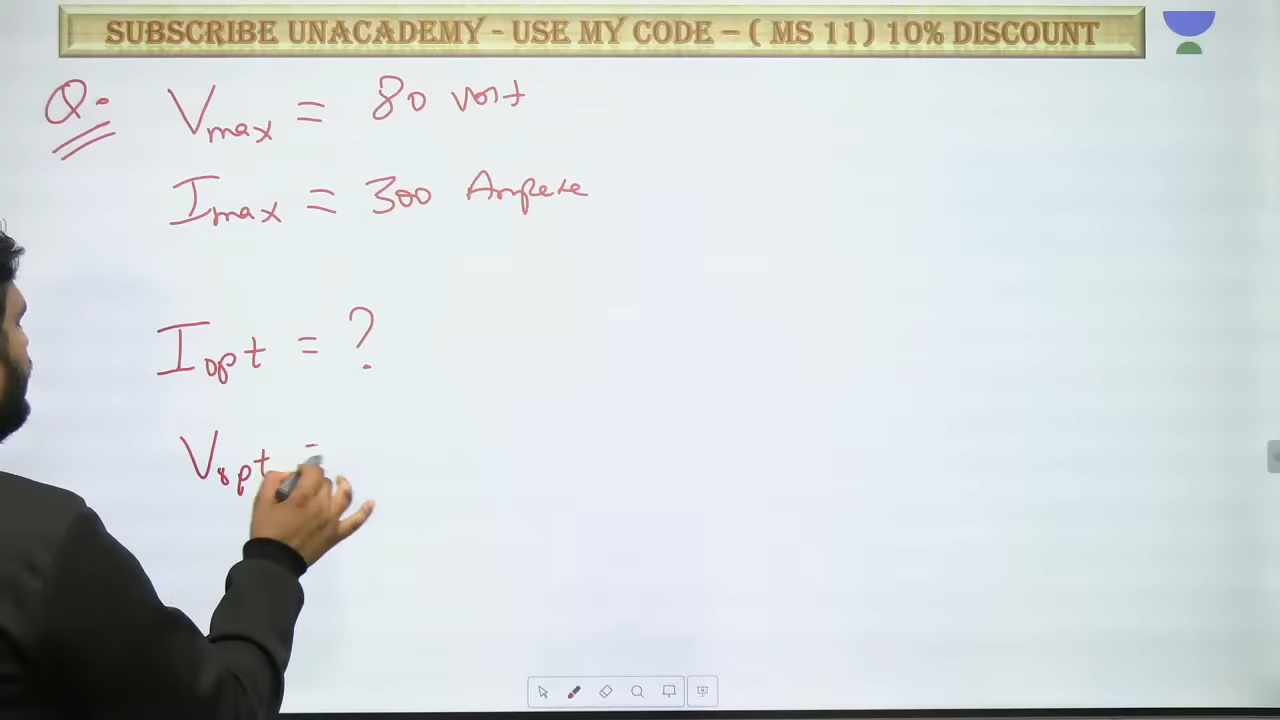 SUBSCRIBE UNACADEMY - USE MY CODE – ( MS 11) 10% DISCOUNT
Q. Vmax = 80 volt
Imax = 300 Ampere
Iopt = ?
Vopt =